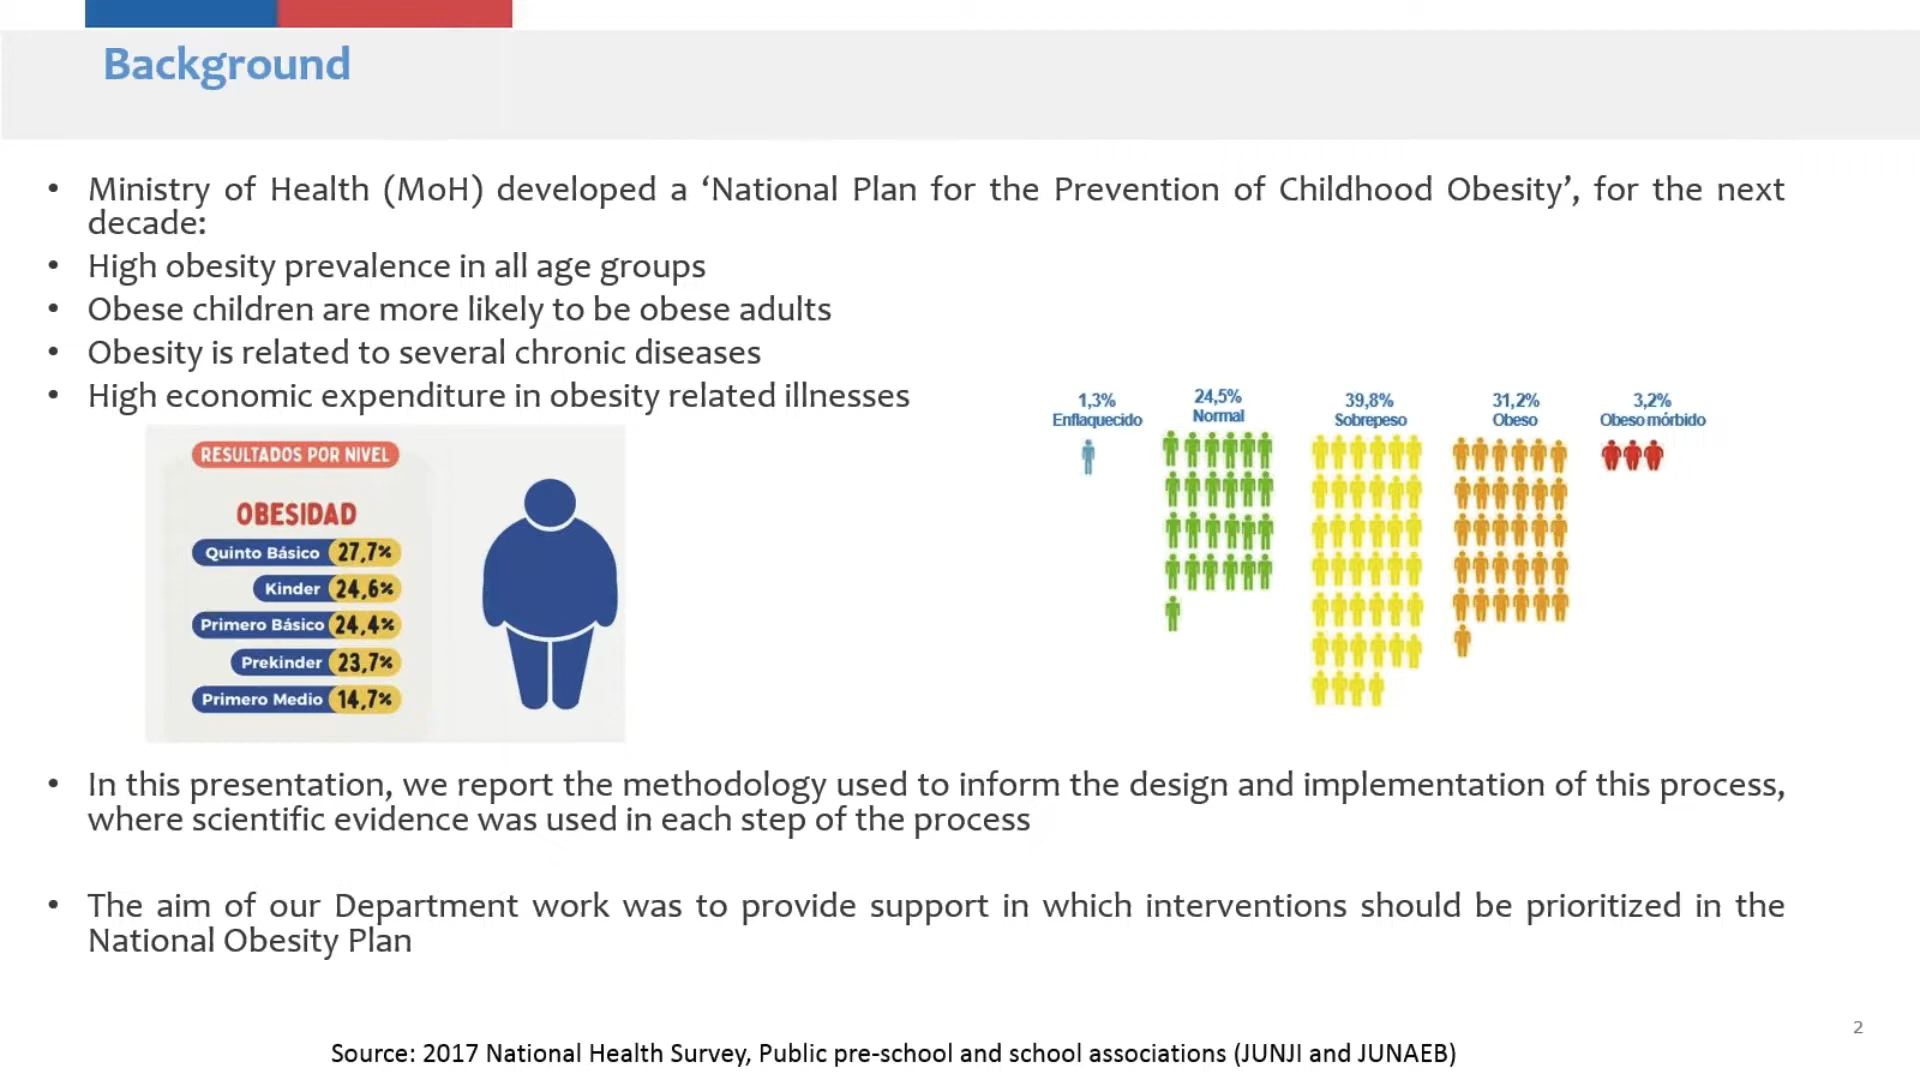 Background
• Ministry of Health (MoH) developed a ‘National Plan for the Prevention of Childhood Obesity’, for the next
decade:
• High obesity prevalence in all age groups
• Obese children are more likely to be obese adults
• Obesity is related to several chronic diseases
• High economic expenditure in obesity related illnesses
RESULTADOS POR NIVEL
OBESIDAD
Quinto Básico 27,7%
Kinder 24,6%
Primero Básico 24,4%
Prekinder 23,7%
Primero Medio 14,7%
1,3%
Enflaquecido
24,5%
Normal
39,8%
Sobrepeso
31,2%
Obeso
3,2%
Obeso mórbido
• In this presentation, we report the methodology used to inform the design and implementation of this process,
where scientific evidence was used in each step of the process
• The aim of our Department work was to provide support in which interventions should be prioritized in the
National Obesity Plan
2
Source: 2017 National Health Survey, Public pre-school and school associations (JUNJI and JUNAEB)